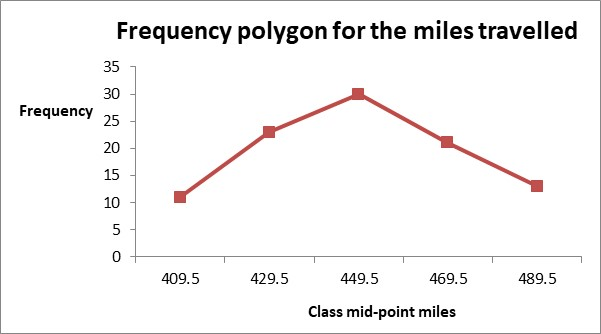 Frequency polygon for the miles travelled
35
30
Frequency
25
20
15
10
5
0
409.5 429.5 449.5 469.5 489.5
Class mid-point miles